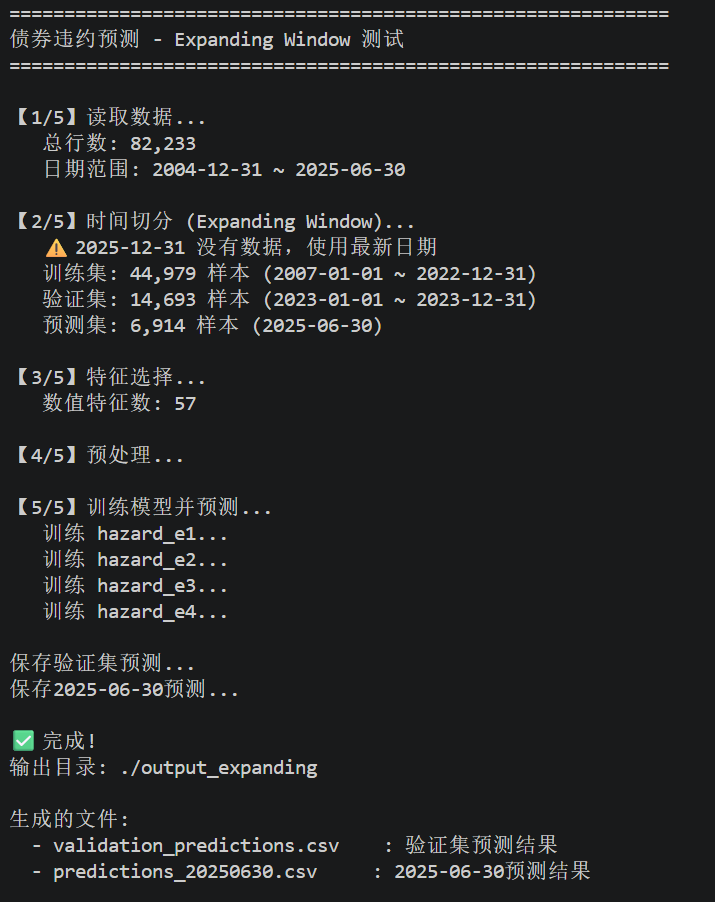 ============================================================
债券违约预测 - Expanding Window 测试
============================================================
【1/5】读取数据...
总行数: 82,233
日期范围: 2004-12-31 ~ 2025-06-30
【2/5】时间切分 (Expanding Window)...
⚠️ 2025-12-31 没有数据，使用最新日期
训练集: 44,979 样本 (2007-01-01 ~ 2022-12-31)
验证集: 14,693 样本 (2023-01-01 ~ 2023-12-31)
预测集: 6,914 样本 (2025-06-30)
【3/5】特征选择...
数值特征数: 57
【4/5】预处理...
【5/5】训练模型并预测...
训练 hazard_e1...
训练 hazard_e2...
训练 hazard_e3...
训练 hazard_e4...
保存验证集预测...
保存2025-06-30预测...
✅ 完成!
输出目录: ./output_expanding
生成的文件:
- validation_predictions.csv : 验证集预测结果
- predictions_20250630.csv : 2025-06-30预测结果